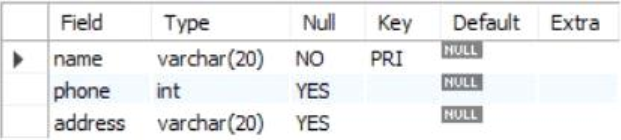 Field Type Null Key Default Extra
name varchar(20) NO PRI NULL
phone int YES NULL
address varchar(20) YES NULL